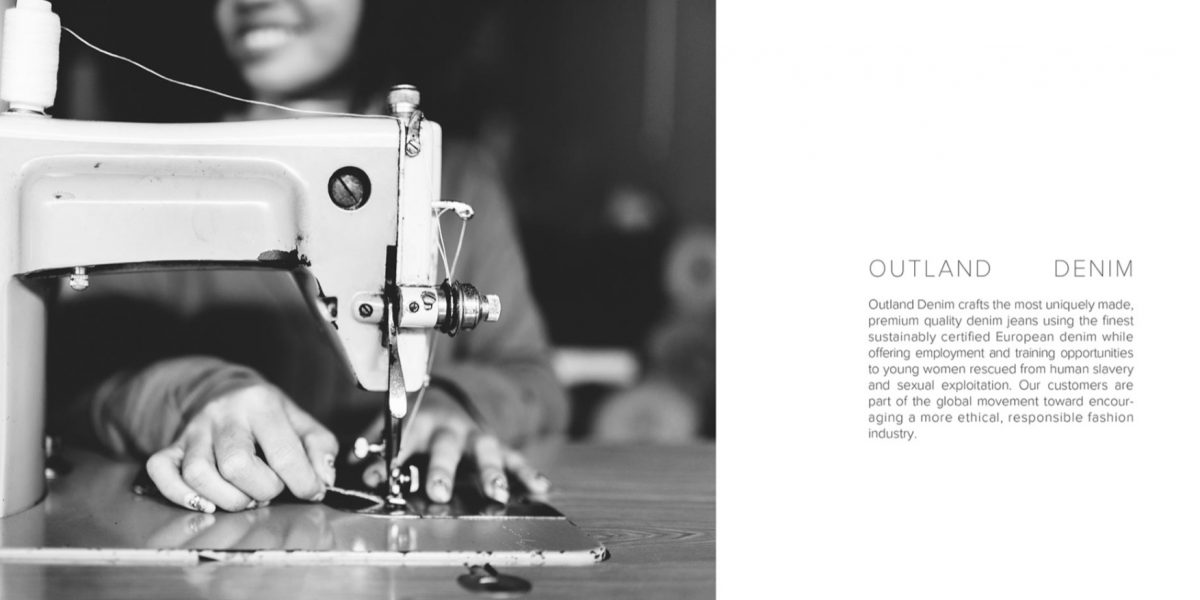 OUTLAND DENIM
Outland Denim crafts the most uniquely made,
premium quality denim jeans using the finest
sustainably certified European denim while
offering employment and training opportunities
to young women rescued from human slavery
and sexual exploitation. Our customers are
part of the global movement toward encour-
aging a more ethical, responsible fashion
industry.